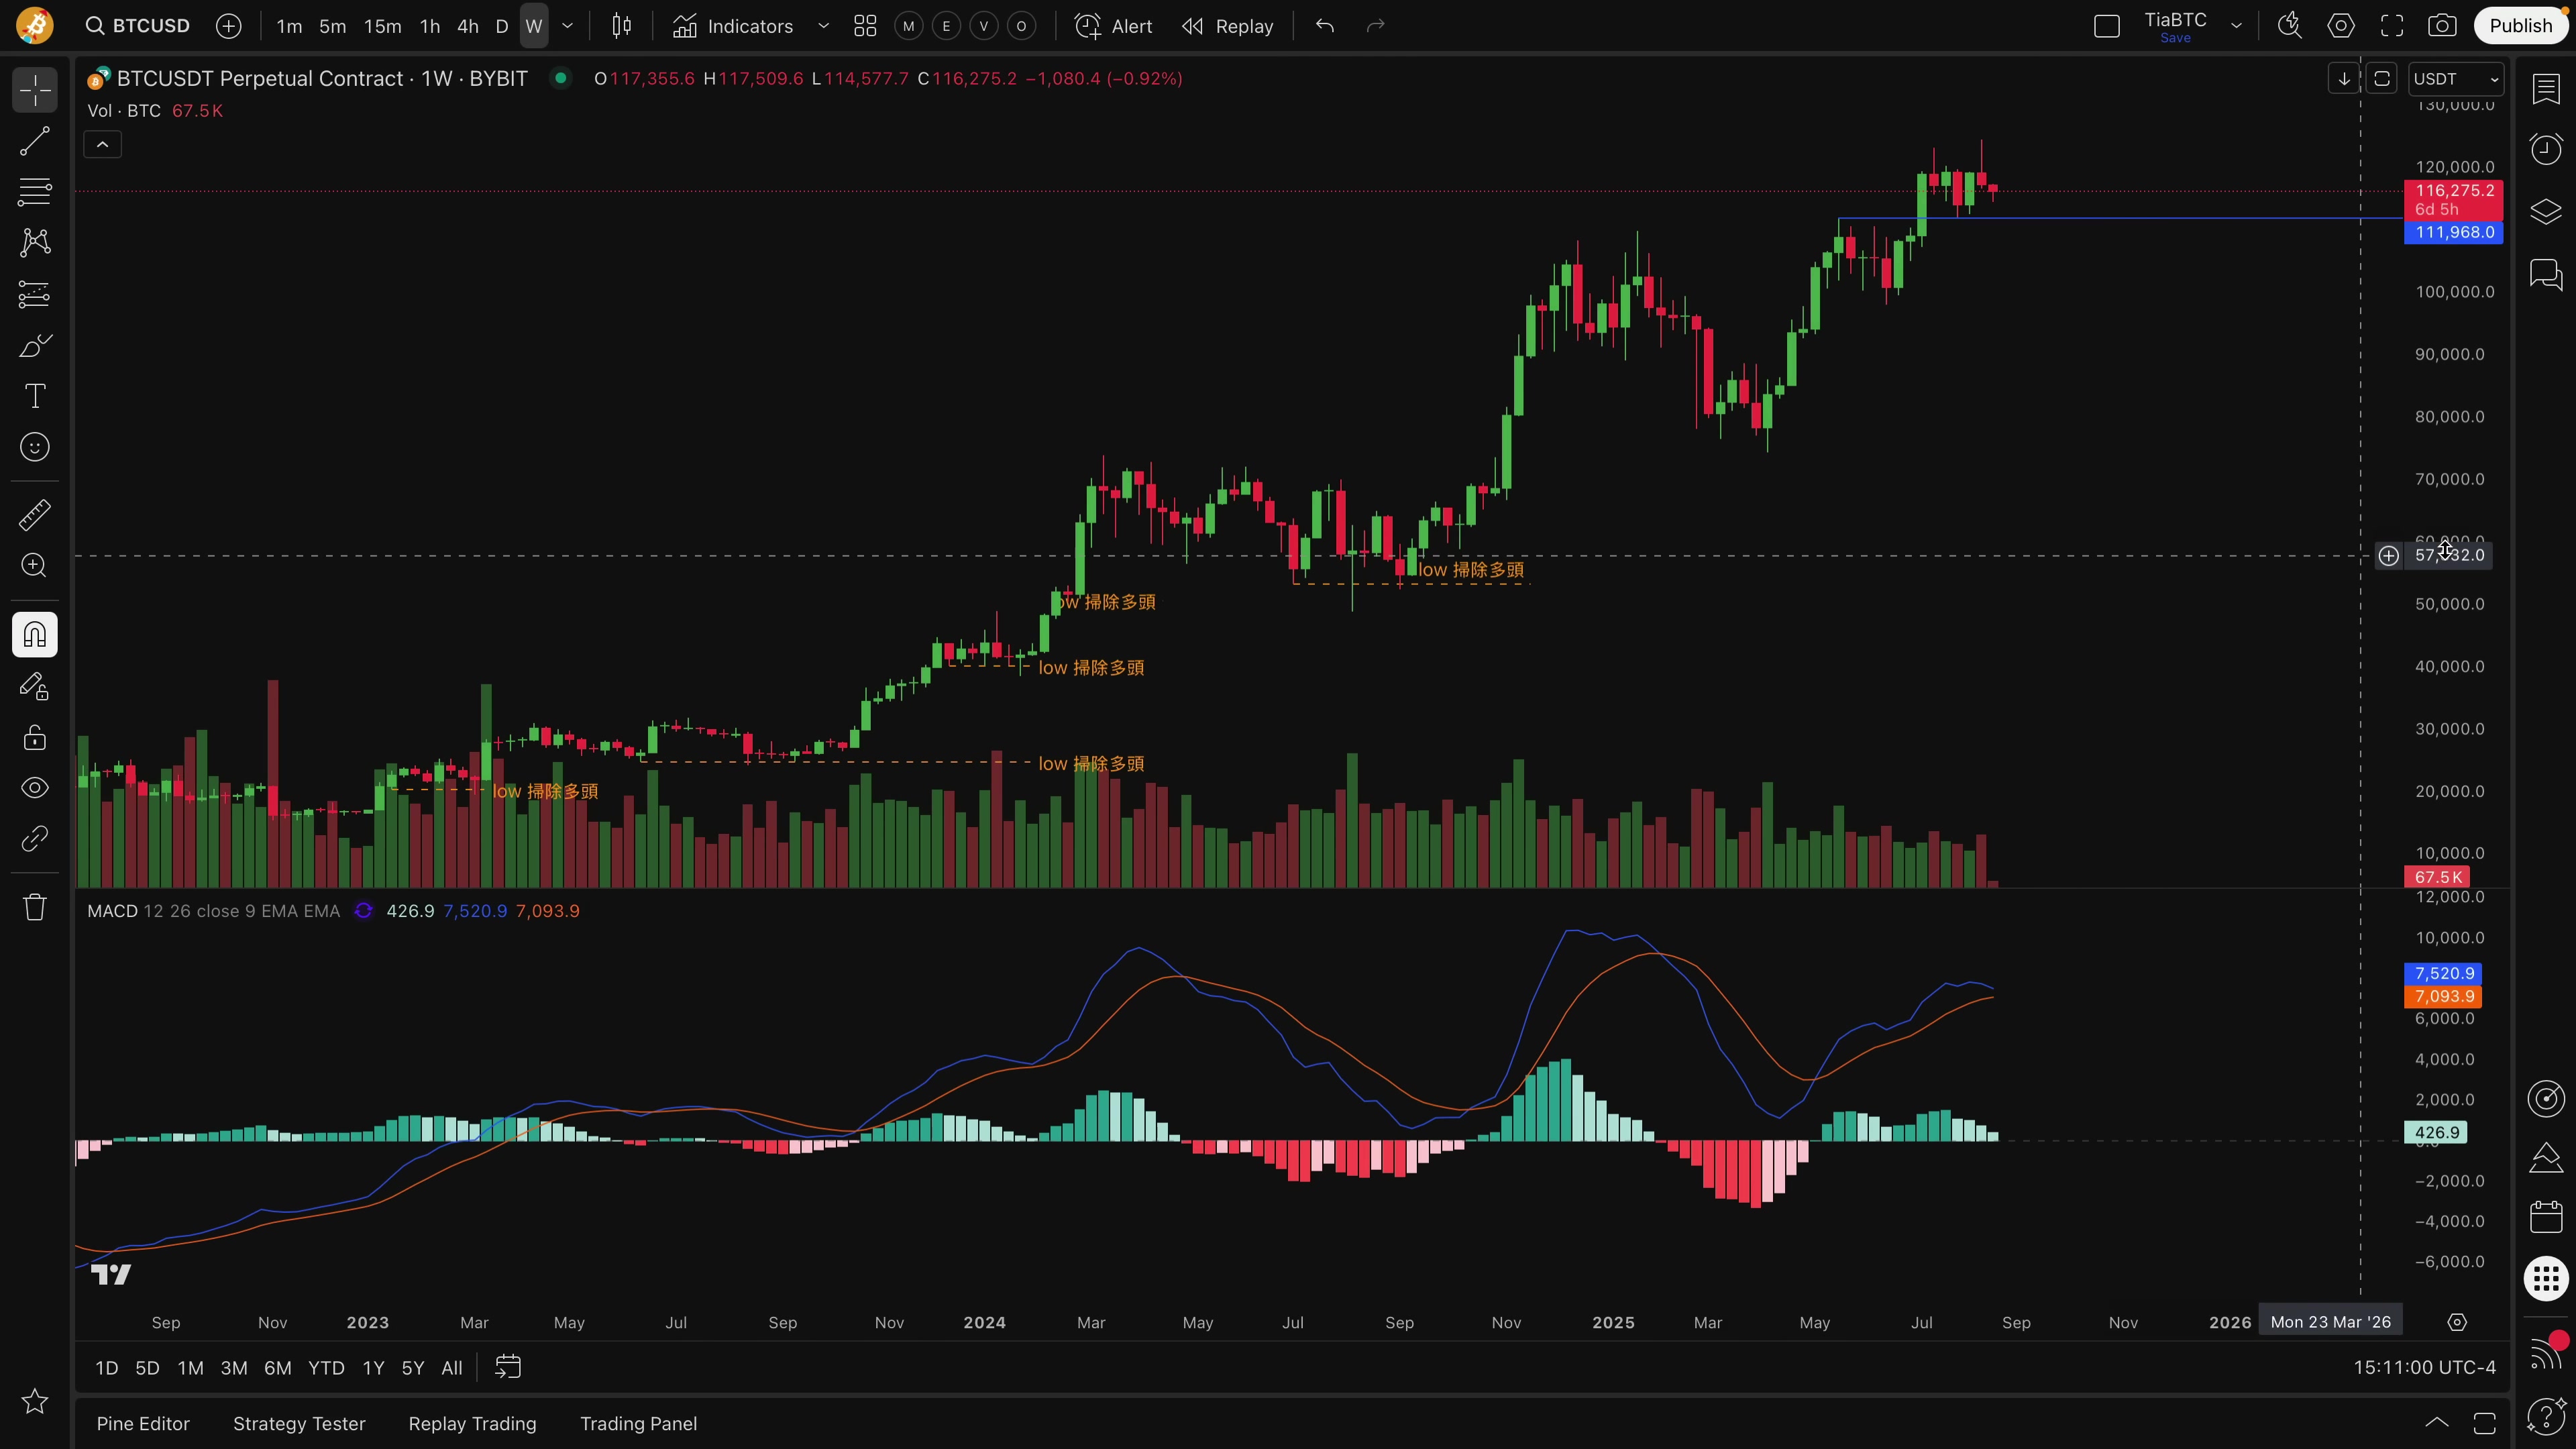 BTCUSD 1m 5m 15m 1h 4h D W Indicators M E V O Alert Replay TiaBTC Publish
Save
BTCUSDT Perpetual Contract · 1W · BYBIT O117,355.6 H117,509.6 L114,577.7 C116,275.2 −1,080.4 (−0.92%) USDT
Vol · BTC 67.5K
130,000.0
120,000.0
116,275.2
6d 5h
111,968.0
100,000.0
90,000.0
80,000.0
70,000.0
60,000.0
low 掃除多頭
low 掃除多頭
50,000.0
low 掃除多頭
40,000.0
30,000.0
low 掃除多頭
low 掃除多頭
20,000.0
10,000.0
67.5K
12,000.0
MACD 12 26 close 9 EMA EMA 426.9 7,520.9 7,093.9
10,000.0
7,520.9
7,093.9
6,000.0
4,000.0
2,000.0
426.9
−2,000.0
−4,000.0
−6,000.0
Sep Nov 2023 Mar May Jul Sep Nov 2024 Mar May Jul Sep Nov 2025 Mar May Jul Sep Nov 2026 Mon 23 Mar '26
1D 5D 1M 3M 6M YTD 1Y 5Y All 15:11:00 UTC-4
Pine Editor Strategy Tester Replay Trading Trading Panel